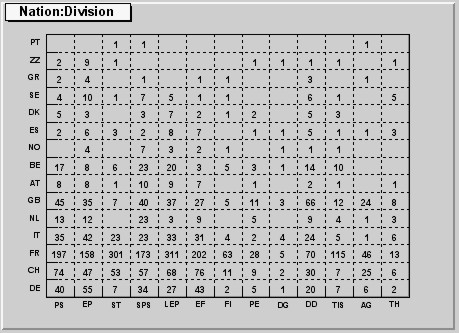 Nation:Division
PT 1 1 1
ZZ 2 9 1 1 1 1 1 1
GR 2 4 1 1 1 3 1
SE 4 10 1 7 5 1 1 6 1 5
DK 5 3 3 7 2 1 2 5 3
ES 2 6 3 2 8 7 1 1 5 1 1 3
NO 4 7 3 2 1 1 1 1
BE 17 8 6 23 20 3 5 3 1 14 10
AT 8 8 1 10 9 7 1 2 1 1
GB 45 35 7 40 37 27 5 11 3 66 12 24 8
NL 13 12 23 3 9 5 9 4 1 3
IT 35 42 23 23 33 31 4 2 4 24 5 1 6
FR 197 158 301 173 311 202 63 28 5 70 115 46 13
CH 74 47 53 57 68 76 11 9 2 30 7 25 6
DE 40 55 7 34 27 43 2 5 1 20 7 6 2
PS EP ST SPS LEP EF FI PE DG DD TIS AG TH